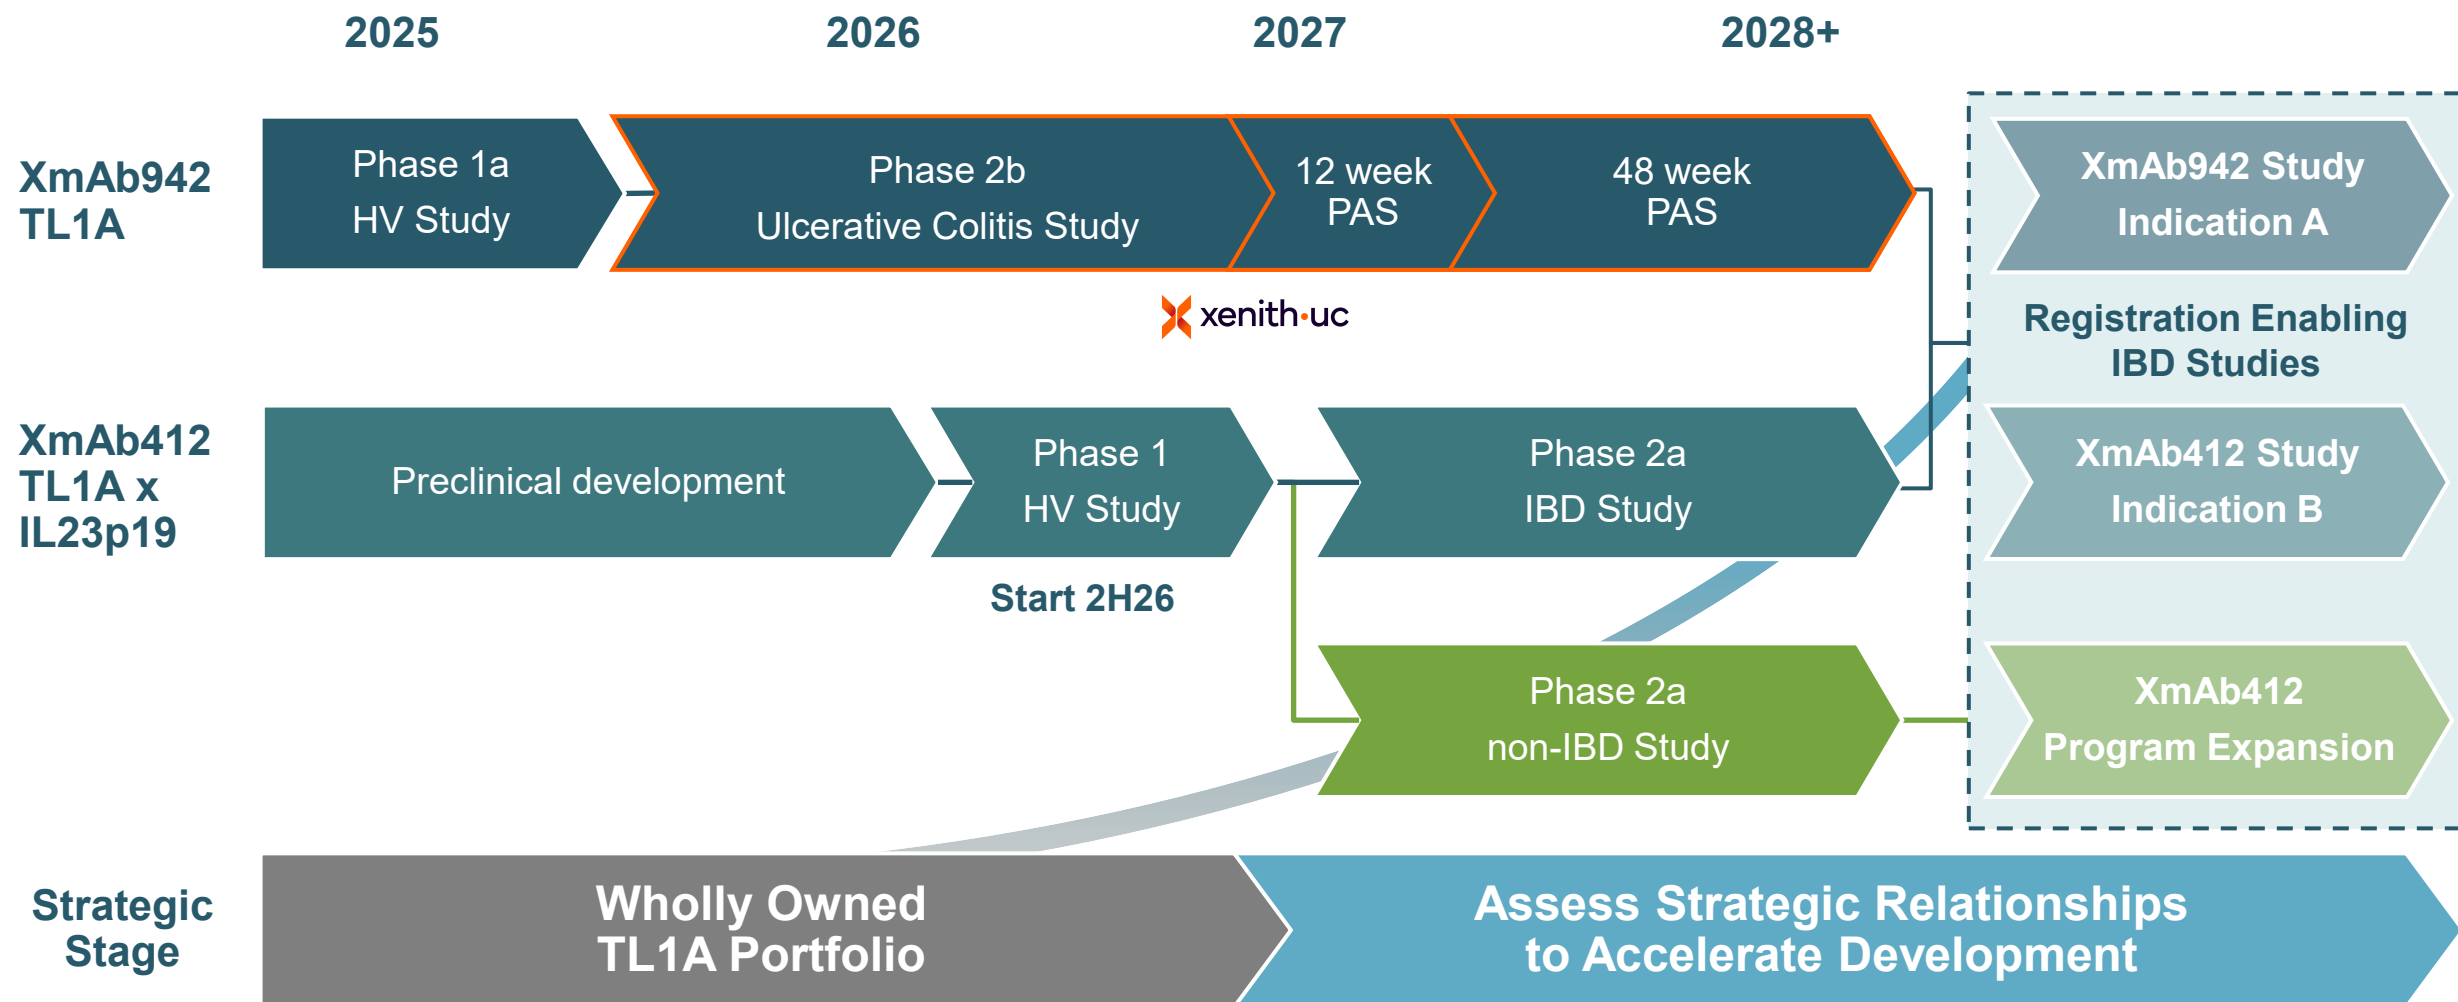 2025 2026 2027 2028+
XmAb942
TL1A
Phase 1a
HV Study
Phase 2b
Ulcerative Colitis Study
12 week
PAS
48 week
PAS
XmAb942 Study
Indication A
xenith·uc
Registration Enabling
IBD Studies
XmAb412
TL1A x
IL23p19
Preclinical development
Phase 1
HV Study
Start 2H26
Phase 2a
IBD Study
XmAb412 Study
Indication B
Phase 2a
non-IBD Study
XmAb412
Program Expansion
Strategic
Stage
Wholly Owned
TL1A Portfolio
Assess Strategic Relationships
to Accelerate Development